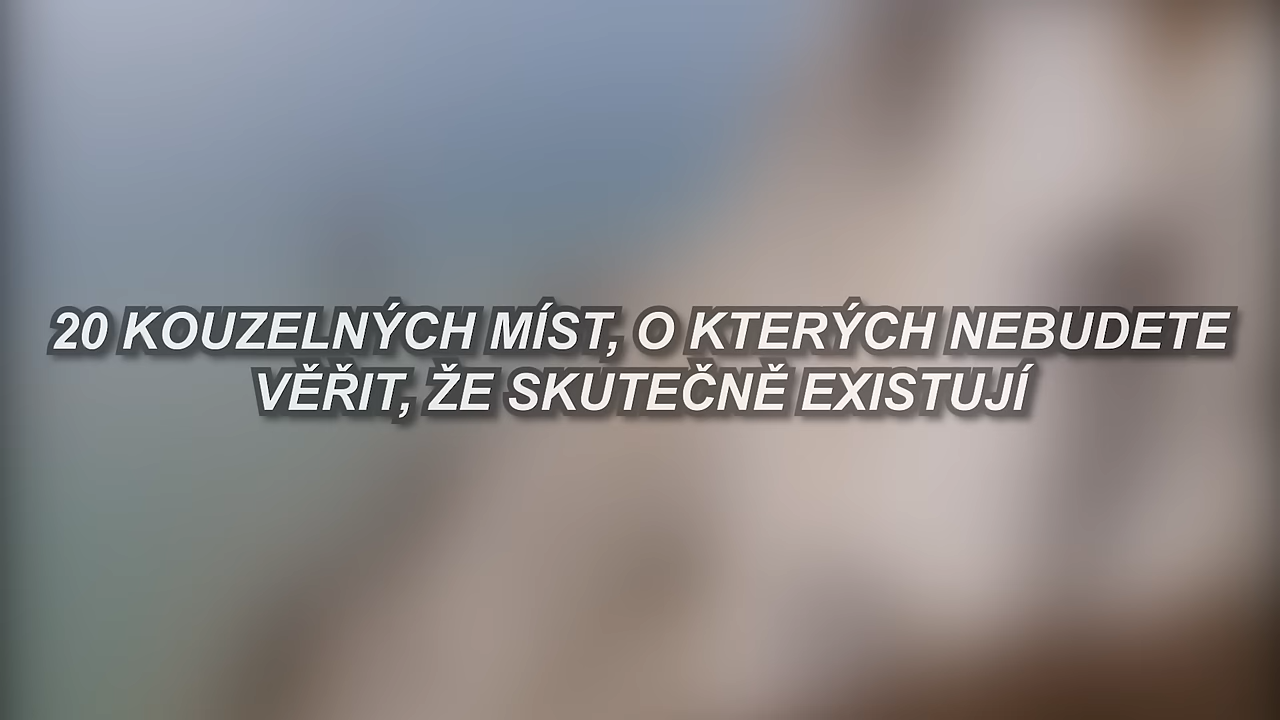 20 KOUZELNÝCH MÍST, O KTERÝCH NEBUDETE
VĚŘIT, ŽE SKUTEČNĚ EXISTUJÍ